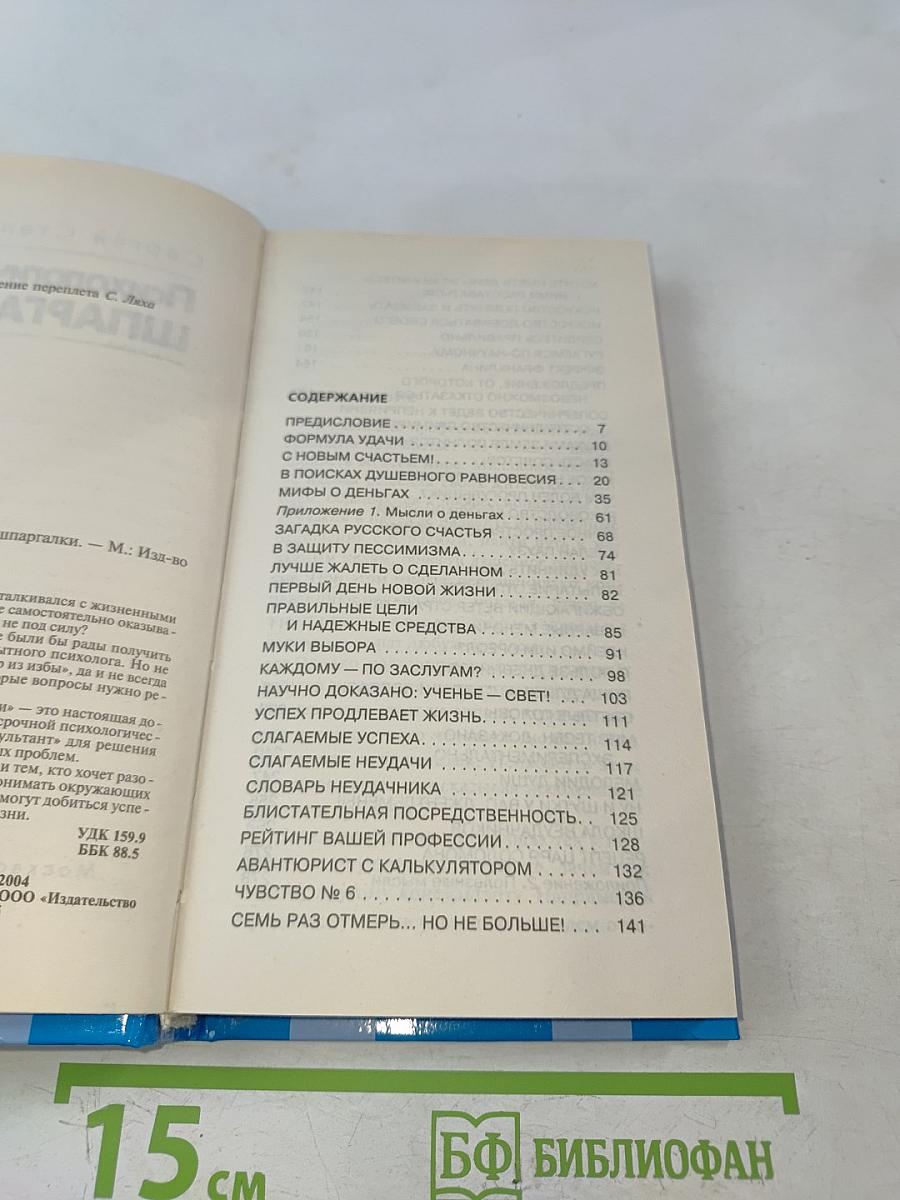 ение переплета С. Ляха
шпаргалки. — М.: Изд-во
талкивался с жизненными
е самостоятельно оказыва-
не под силу?
е были бы рады получить
ытного психолога. Но не
р из избы», да и не всегда
орые вопросы нужно ре-
и» — это настоящая до-
срочной психологичес-
ультант» для решения
ых проблем.
и тем, кто хочет разо-
онимать окружающих
могут добиться успе-
зни.
УДК 159.9
ББК 88.5
2004
ООО «Издательство
СОДЕРЖАНИЕ
ПРЕДИСЛОВИЕ . . . . . . . . . . . . . . . . . . . . . . 7
ФОРМУЛА УДАЧИ . . . . . . . . . . . . . . . . . . . . 10
С НОВЫМ СЧАСТЬЕМ! . . . . . . . . . . . . . . . . . 13
В ПОИСКАХ ДУШЕВНОГО РАВНОВЕСИЯ . . . 20
МИФЫ О ДЕНЬГАХ . . . . . . . . . . . . . . . . . . . 35
Приложение 1. Мысли о деньгах . . . . . . . . . 61
ЗАГАДКА РУССКОГО СЧАСТЬЯ . . . . . . . . . . 68
В ЗАЩИТУ ПЕССИМИЗМА . . . . . . . . . . . . . . 74
ЛУЧШЕ ЖАЛЕТЬ О СДЕЛАННОМ . . . . . . . . . 81
ПЕРВЫЙ ДЕНЬ НОВОЙ ЖИЗНИ . . . . . . . . . . 82
ПРАВИЛЬНЫЕ ЦЕЛИ
И НАДЕЖНЫЕ СРЕДСТВА . . . . . . . . . . . . 85
МУКИ ВЫБОРА . . . . . . . . . . . . . . . . . . . . . 91
КАЖДОМУ — ПО ЗАСЛУГАМ? . . . . . . . . . . . 98
НАУЧНО ДОКАЗАНО: УЧЕНЬЕ — СВЕТ! . . . . 103
УСПЕХ ПРОДЛЕВАЕТ ЖИЗНЬ . . . . . . . . . . . 111
СЛАГАЕМЫЕ УСПЕХА . . . . . . . . . . . . . . . . 114
СЛАГАЕМЫЕ НЕУДАЧИ . . . . . . . . . . . . . . . 117
СЛОВАРЬ НЕУДАЧНИКА . . . . . . . . . . . . . . 121
БЛИСТАТЕЛЬНАЯ ПОСРЕДСТВЕННОСТЬ . . 125
РЕЙТИНГ ВАШЕЙ ПРОФЕССИИ . . . . . . . . . 128
АВАНТЮРИСТ С КАЛЬКУЛЯТОРОМ . . . . . . 132
ЧУВСТВО № 6 . . . . . . . . . . . . . . . . . . . . 136
СЕМЬ РАЗ ОТМЕРЬ... НО НЕ БОЛЬШЕ! . . . 141
15 см
БФ БИБЛИОФАН